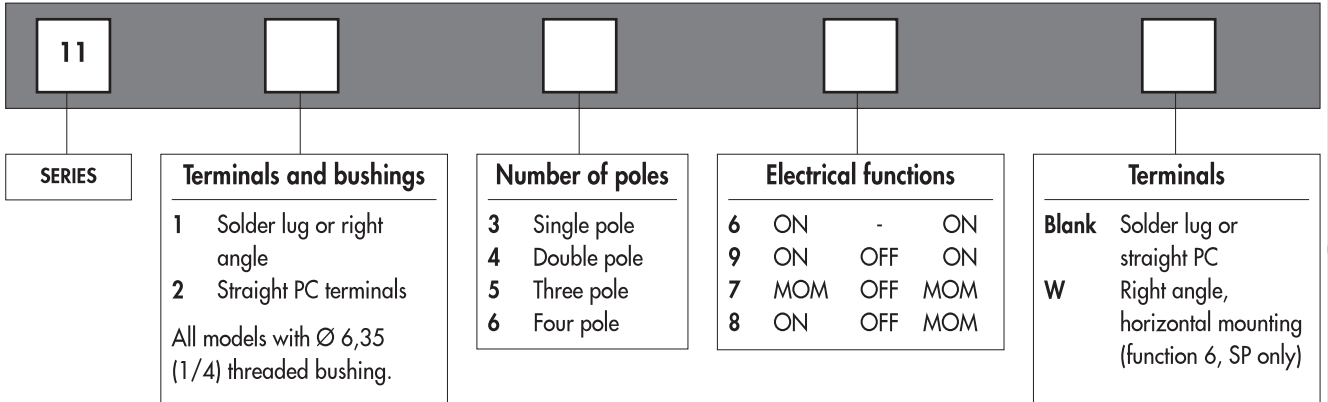 11
SERIES
Terminals and bushings
1 Solder lug or right
angle
2 Straight PC terminals
All models with Ø 6,35
(1/4) threaded bushing.
Number of poles
3 Single pole
4 Double pole
5 Three pole
6 Four pole
Electrical functions
6 ON - ON
9 ON OFF ON
7 MOM OFF MOM
8 ON OFF MOM
Terminals
Blank Solder lug or
straight PC
W Right angle,
horizontal mounting
(function 6, SP only)